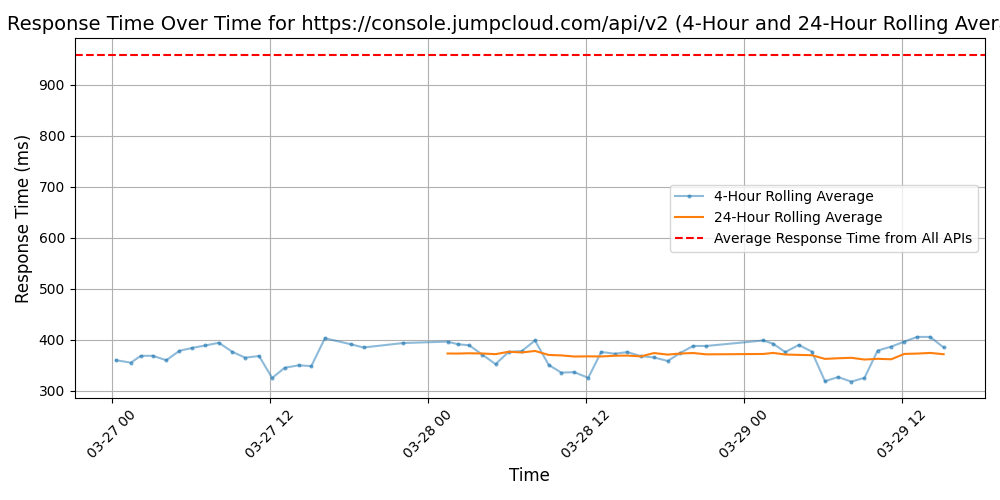 Response Time Over Time for https://console.jumpcloud.com/api/v2 (4-Hour and 24-Hour Rolling Aver
Response Time (ms)
900
800
700
600
500
400
300
4-Hour Rolling Average
24-Hour Rolling Average
Average Response Time from All APIs
03-27 00
03-27 12
03-28 00
03-28 12
03-29 00
03-29 12
Time